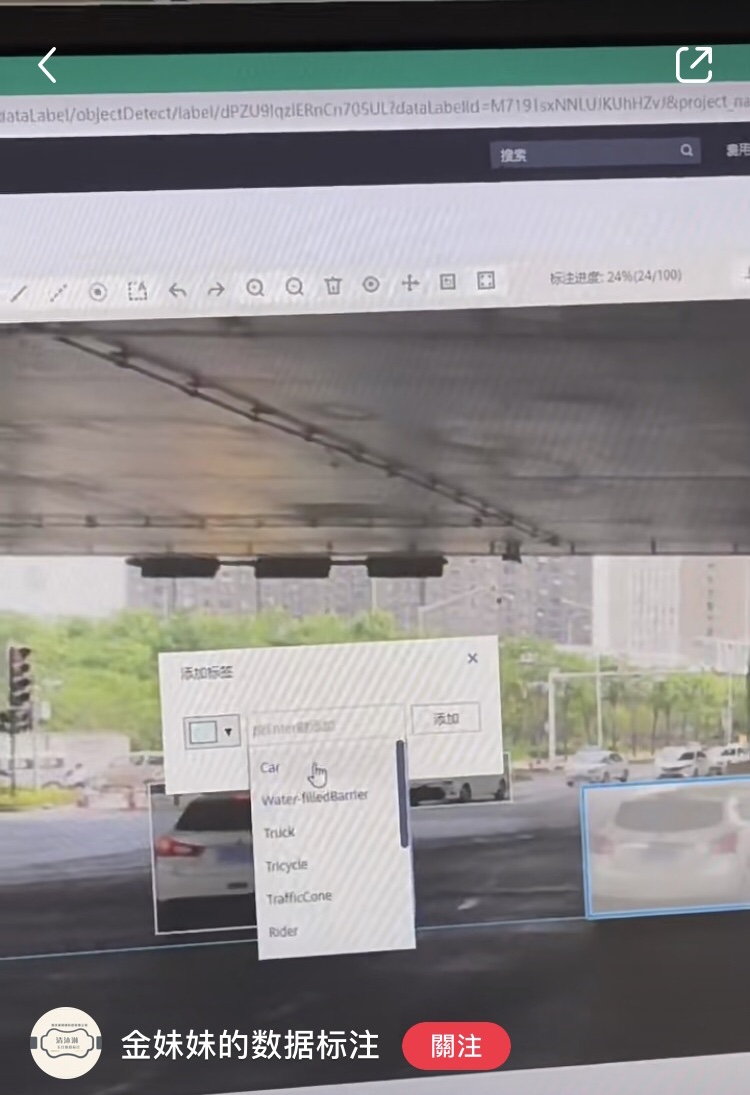 dataLabel/objectDetect/label/dPZU9IqzIERnCn705UL?dataLabelId=M7191sxNNLUJKUhHZvJ&project_na
搜索
标注进度: 24%(24/100)
添加标签
添加
Car
Water-filledBarrier
Truck
Tricycle
TrafficCone
Rider
金妹妹的数据标注
關注